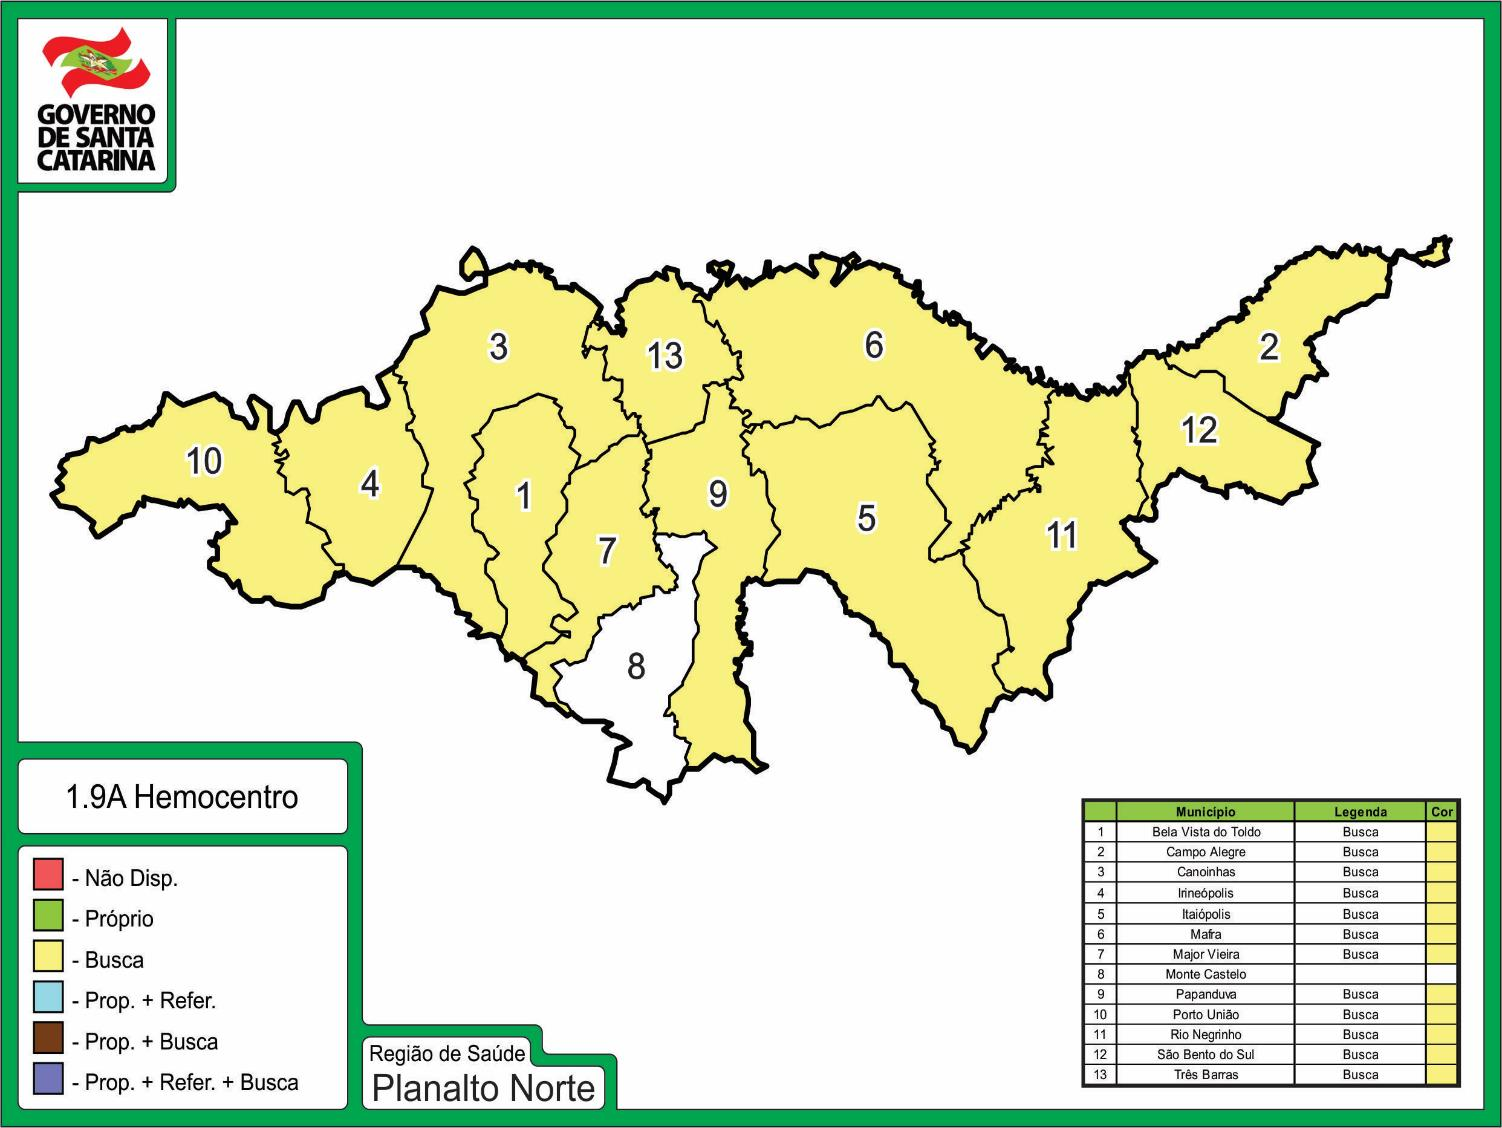 GOVERNO
DE SANTA
CATARINA
3
13
6
2
10
4
1
9
12
5
7
11
8
1.9A Hemocentro
- Não Disp.
- Próprio
- Busca
- Prop. + Refer.
- Prop. + Busca
- Prop. + Refer. + Busca
Região de Saúde
Planalto Norte
Município Legenda Cor
1 Bela Vista do Toldo Busca
2 Campo Alegre Busca
3 Canoinhas Busca
4 Irineópolis Busca
5 Itaiópolis Busca
6 Mafra Busca
7 Major Vieira Busca
8 Monte Castelo
9 Papanduva Busca
10 Porto União Busca
11 Rio Negrinho Busca
12 São Bento do Sul Busca
13 Três Barras Busca